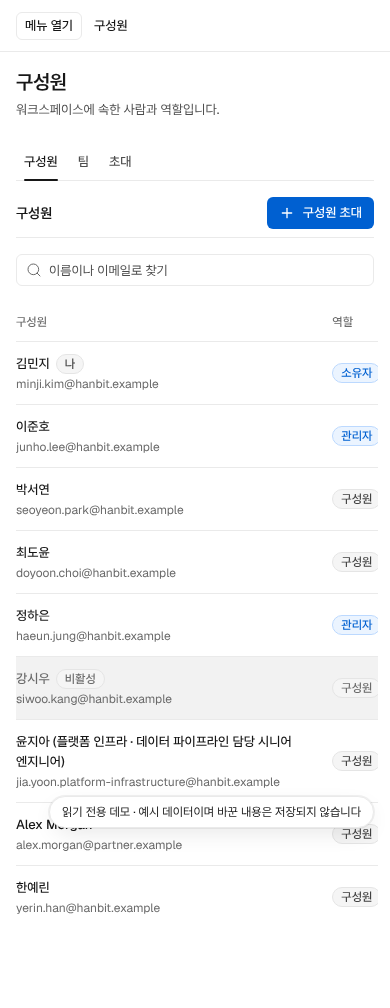 메뉴 열기 구성원
구성원
워크스페이스에 속한 사람과 역할입니다.
구성원 팀 초대
구성원
구성원 초대
이름이나 이메일로 찾기
구성원 역할
김민지 나
minji.kim@hanbit.example
소유자
이준호
junho.lee@hanbit.example
관리자
박서연
seoyeon.park@hanbit.example
구성원
최도윤
doyoon.choi@hanbit.example
구성원
정하은
haeun.jung@hanbit.example
관리자
강시우 비활성
siwoo.kang@hanbit.example
구성원
윤지아 (플랫폼 인프라 · 데이터 파이프라인 담당 시니어
엔지니어)
jia.yoon.platform-infrastructure@hanbit.example
구성원
읽기 전용 데모 · 예시 데이터이며 바꾼 내용은 저장되지 않습니다
Alex Morgan
alex.morgan@partner.example
구성원
한예린
yerin.han@hanbit.example
구성원